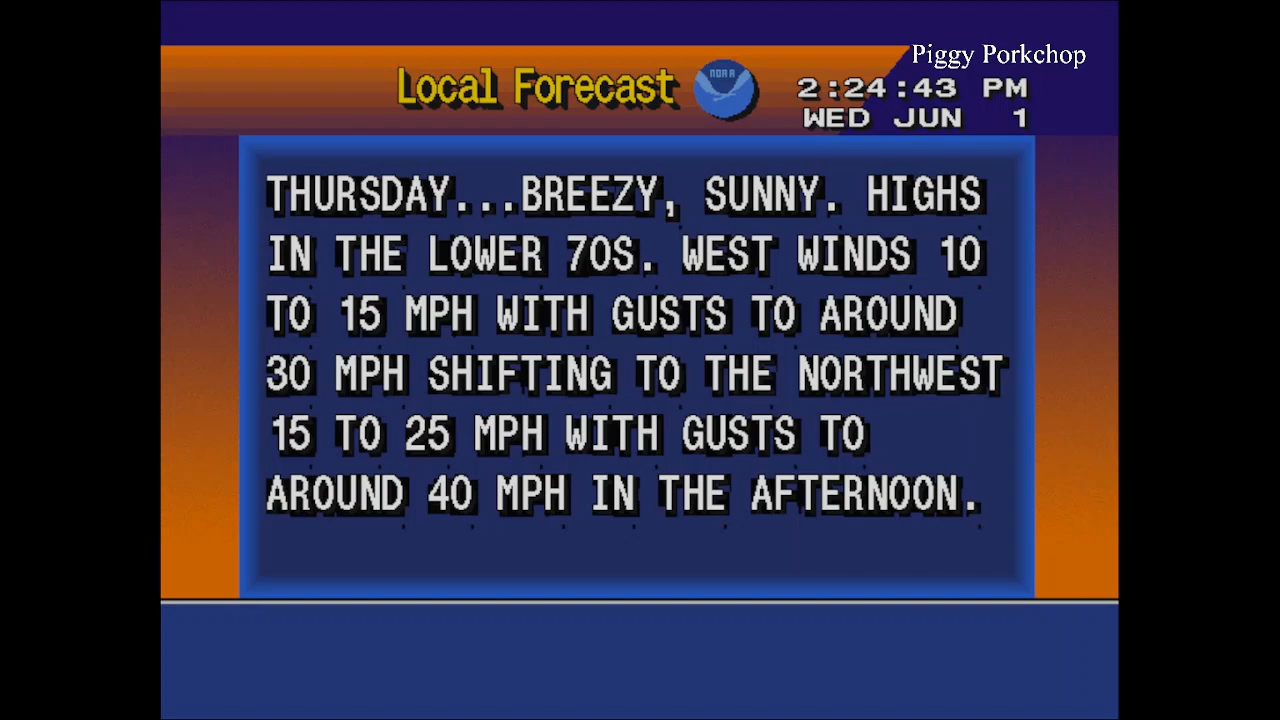 Piggy Porkchop
Local Forecast
NOAA
2:24:43 PM
WED JUN 1
THURSDAY...BREEZY, SUNNY. HIGHS
IN THE LOWER 70S. WEST WINDS 10
TO 15 MPH WITH GUSTS TO AROUND
30 MPH SHIFTING TO THE NORTHWEST
15 TO 25 MPH WITH GUSTS TO
AROUND 40 MPH IN THE AFTERNOON.